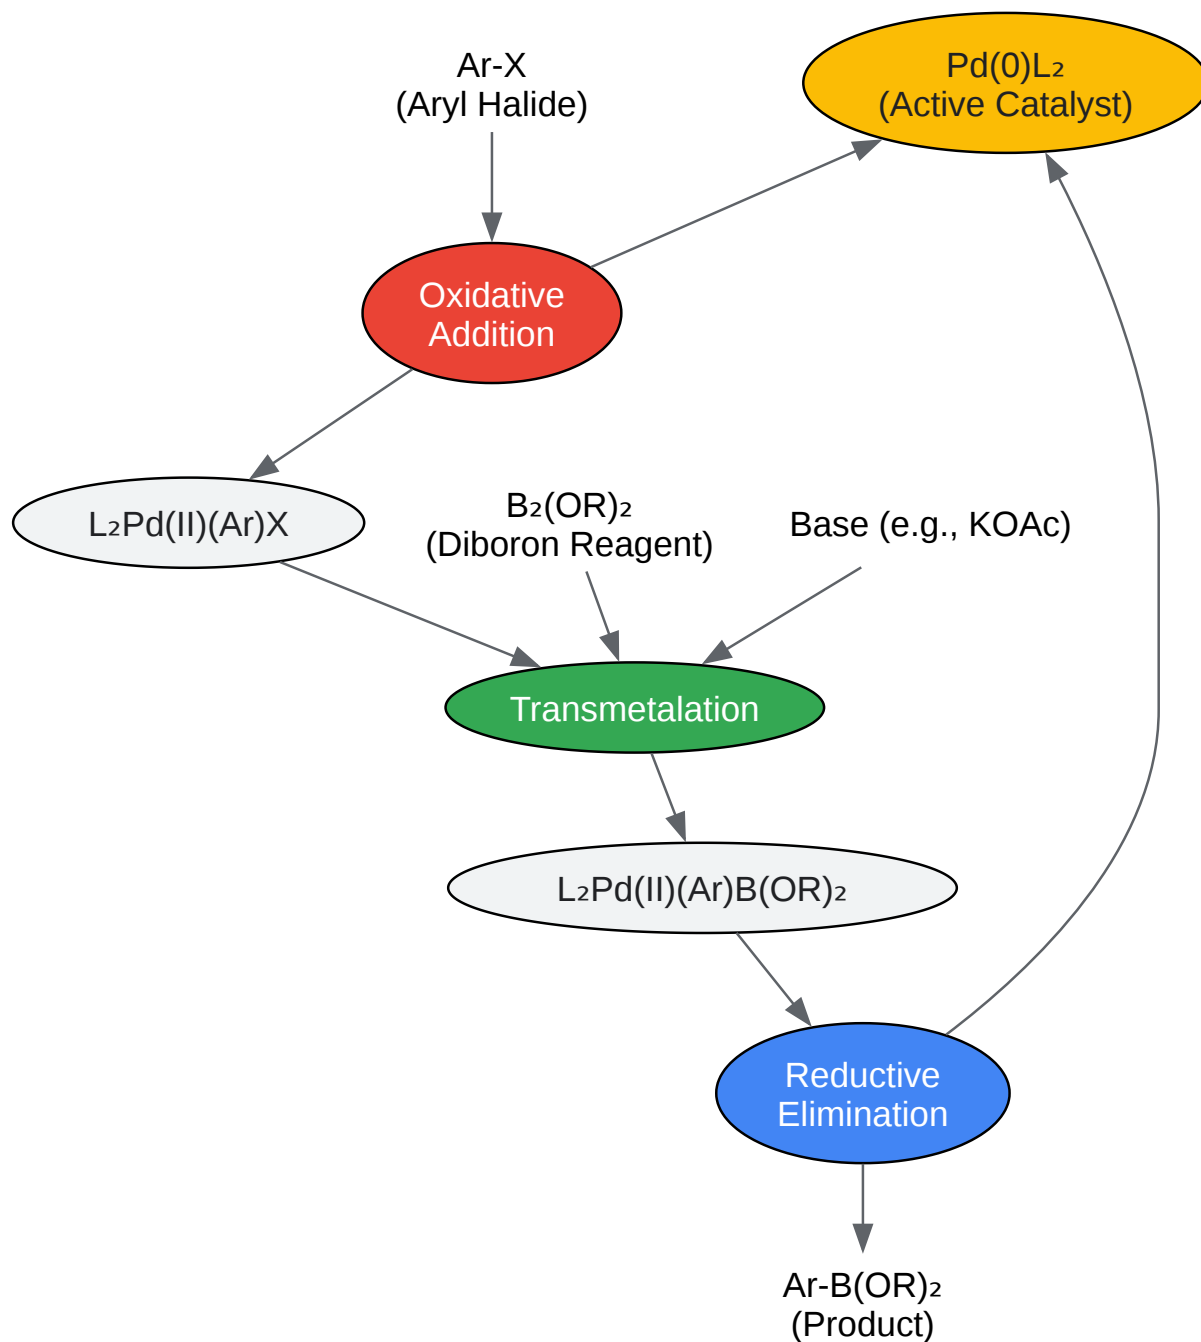 Ar-X
(Aryl Halide)
Pd(0)L₂
(Active Catalyst)
Oxidative
Addition
L₂Pd(II)(Ar)X
B₂(OR)₂
(Diboron Reagent)
Base (e.g., KOAc)
Transmetalation
L₂Pd(II)(Ar)B(OR)₂
Reductive
Elimination
Ar-B(OR)₂
(Product)